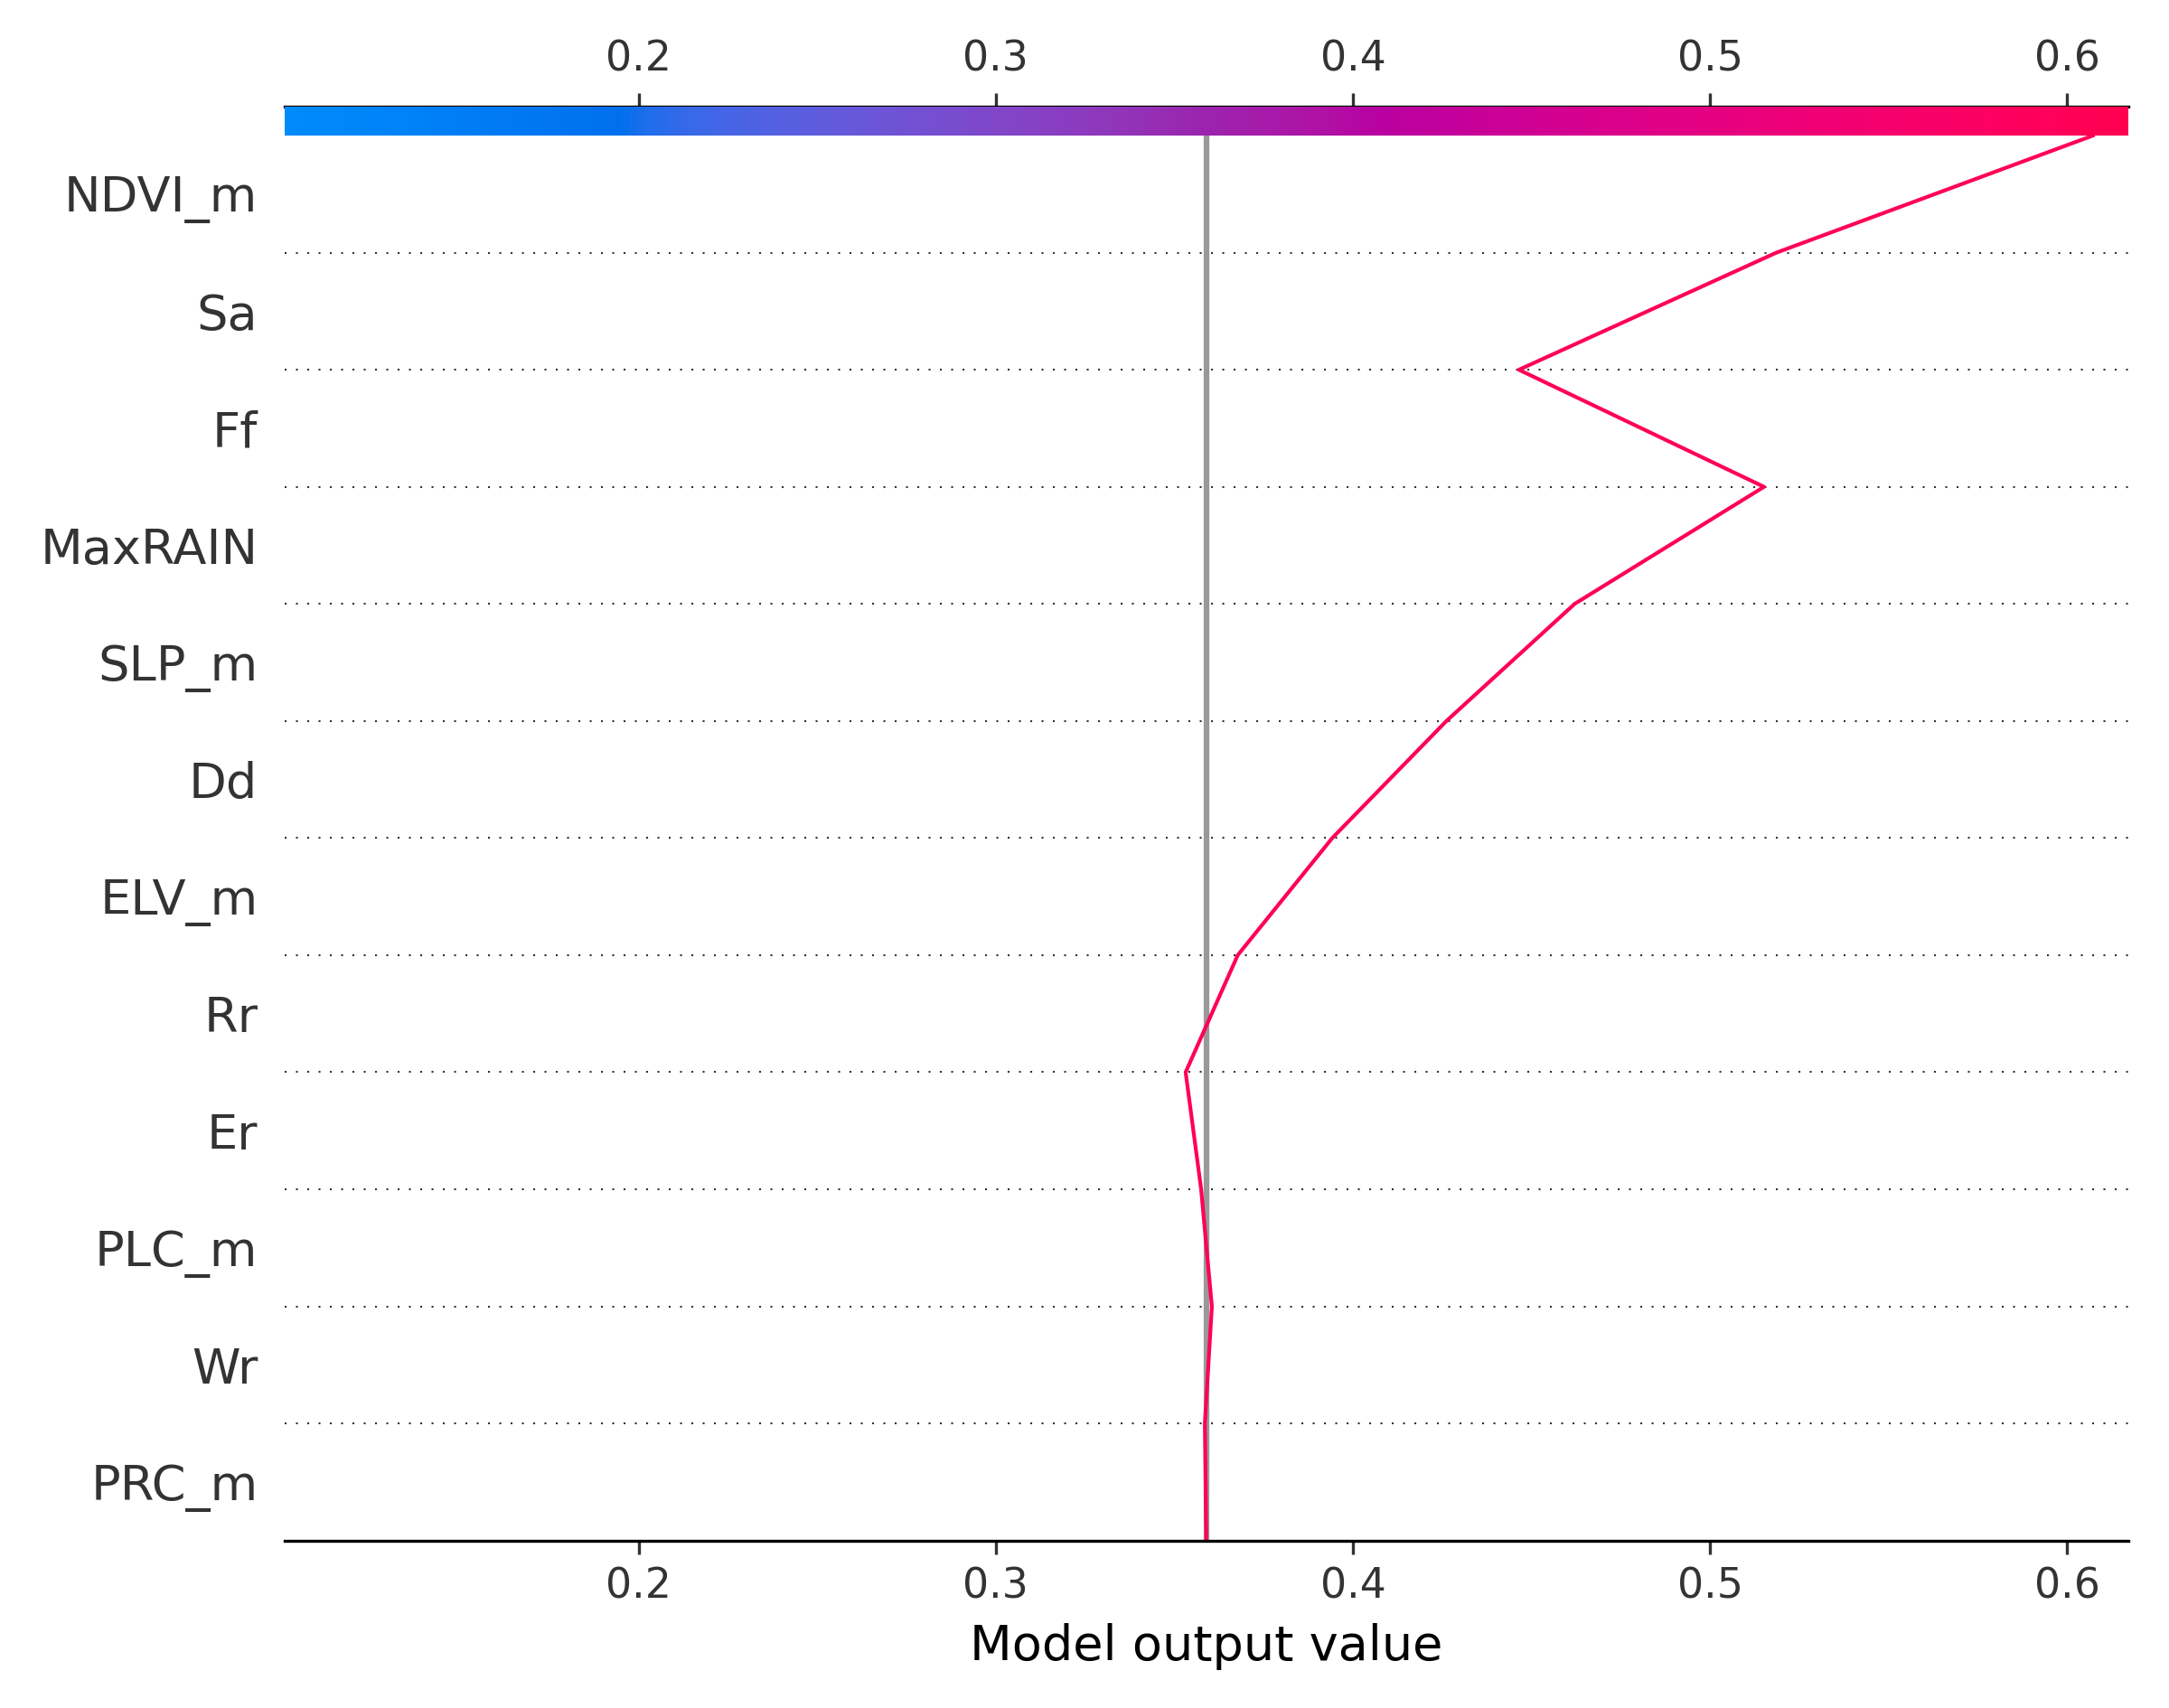 0.2 0.3 0.4 0.5 0.6
NDVI_m
Sa
Ff
MaxRAIN
SLP_m
Dd
ELV_m
Rr
Er
PLC_m
Wr
PRC_m
0.2 0.3 0.4 0.5 0.6
Model output value